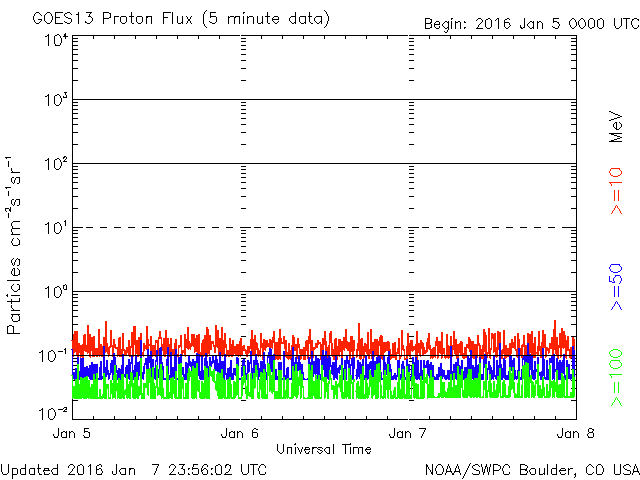 GOES13 Proton Flux (5 minute data)
Begin: 2016 Jan 5 0000 UTC
Particles cm⁻²s⁻¹sr⁻¹
10⁴
10³
10²
10¹
10⁰
10⁻¹
10⁻²
Jan 5
Jan 6
Jan 7
Jan 8
Universal Time
MeV
>=10
>=50
>=100
Updated 2016 Jan 7 23:56:02 UTC
NOAA/SWPC Boulder, CO USA